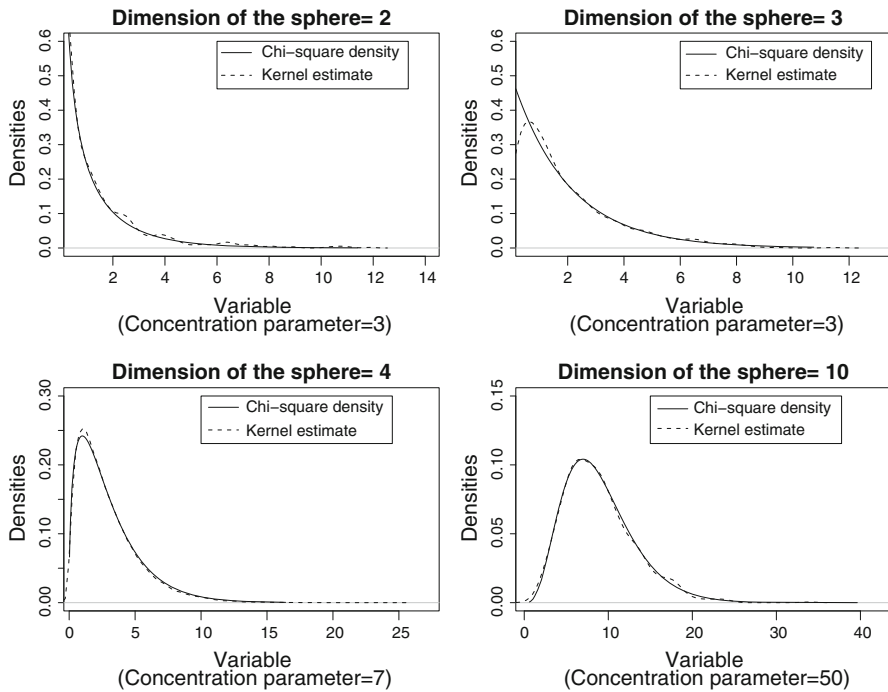 Dimension of the sphere= 2
Densities
0.0 0.1 0.2 0.3 0.4 0.5 0.6
Chi-square density
Kernel estimate
2 4 6 8 10 12 14
Variable
(Concentration parameter=3)
Dimension of the sphere= 3
Densities
0.0 0.1 0.2 0.3 0.4 0.5 0.6
Chi-square density
Kernel estimate
2 4 6 8 10 12
Variable
(Concentration parameter=3)
Dimension of the sphere= 4
Densities
0.00 0.10 0.20 0.30
Chi-square density
Kernel estimate
0 5 10 15 20 25
Variable
(Concentration parameter=7)
Dimension of the sphere= 10
Densities
0.00 0.05 0.10 0.15
Chi-square density
Kernel estimate
0 10 20 30 40
Variable
(Concentration parameter=50)